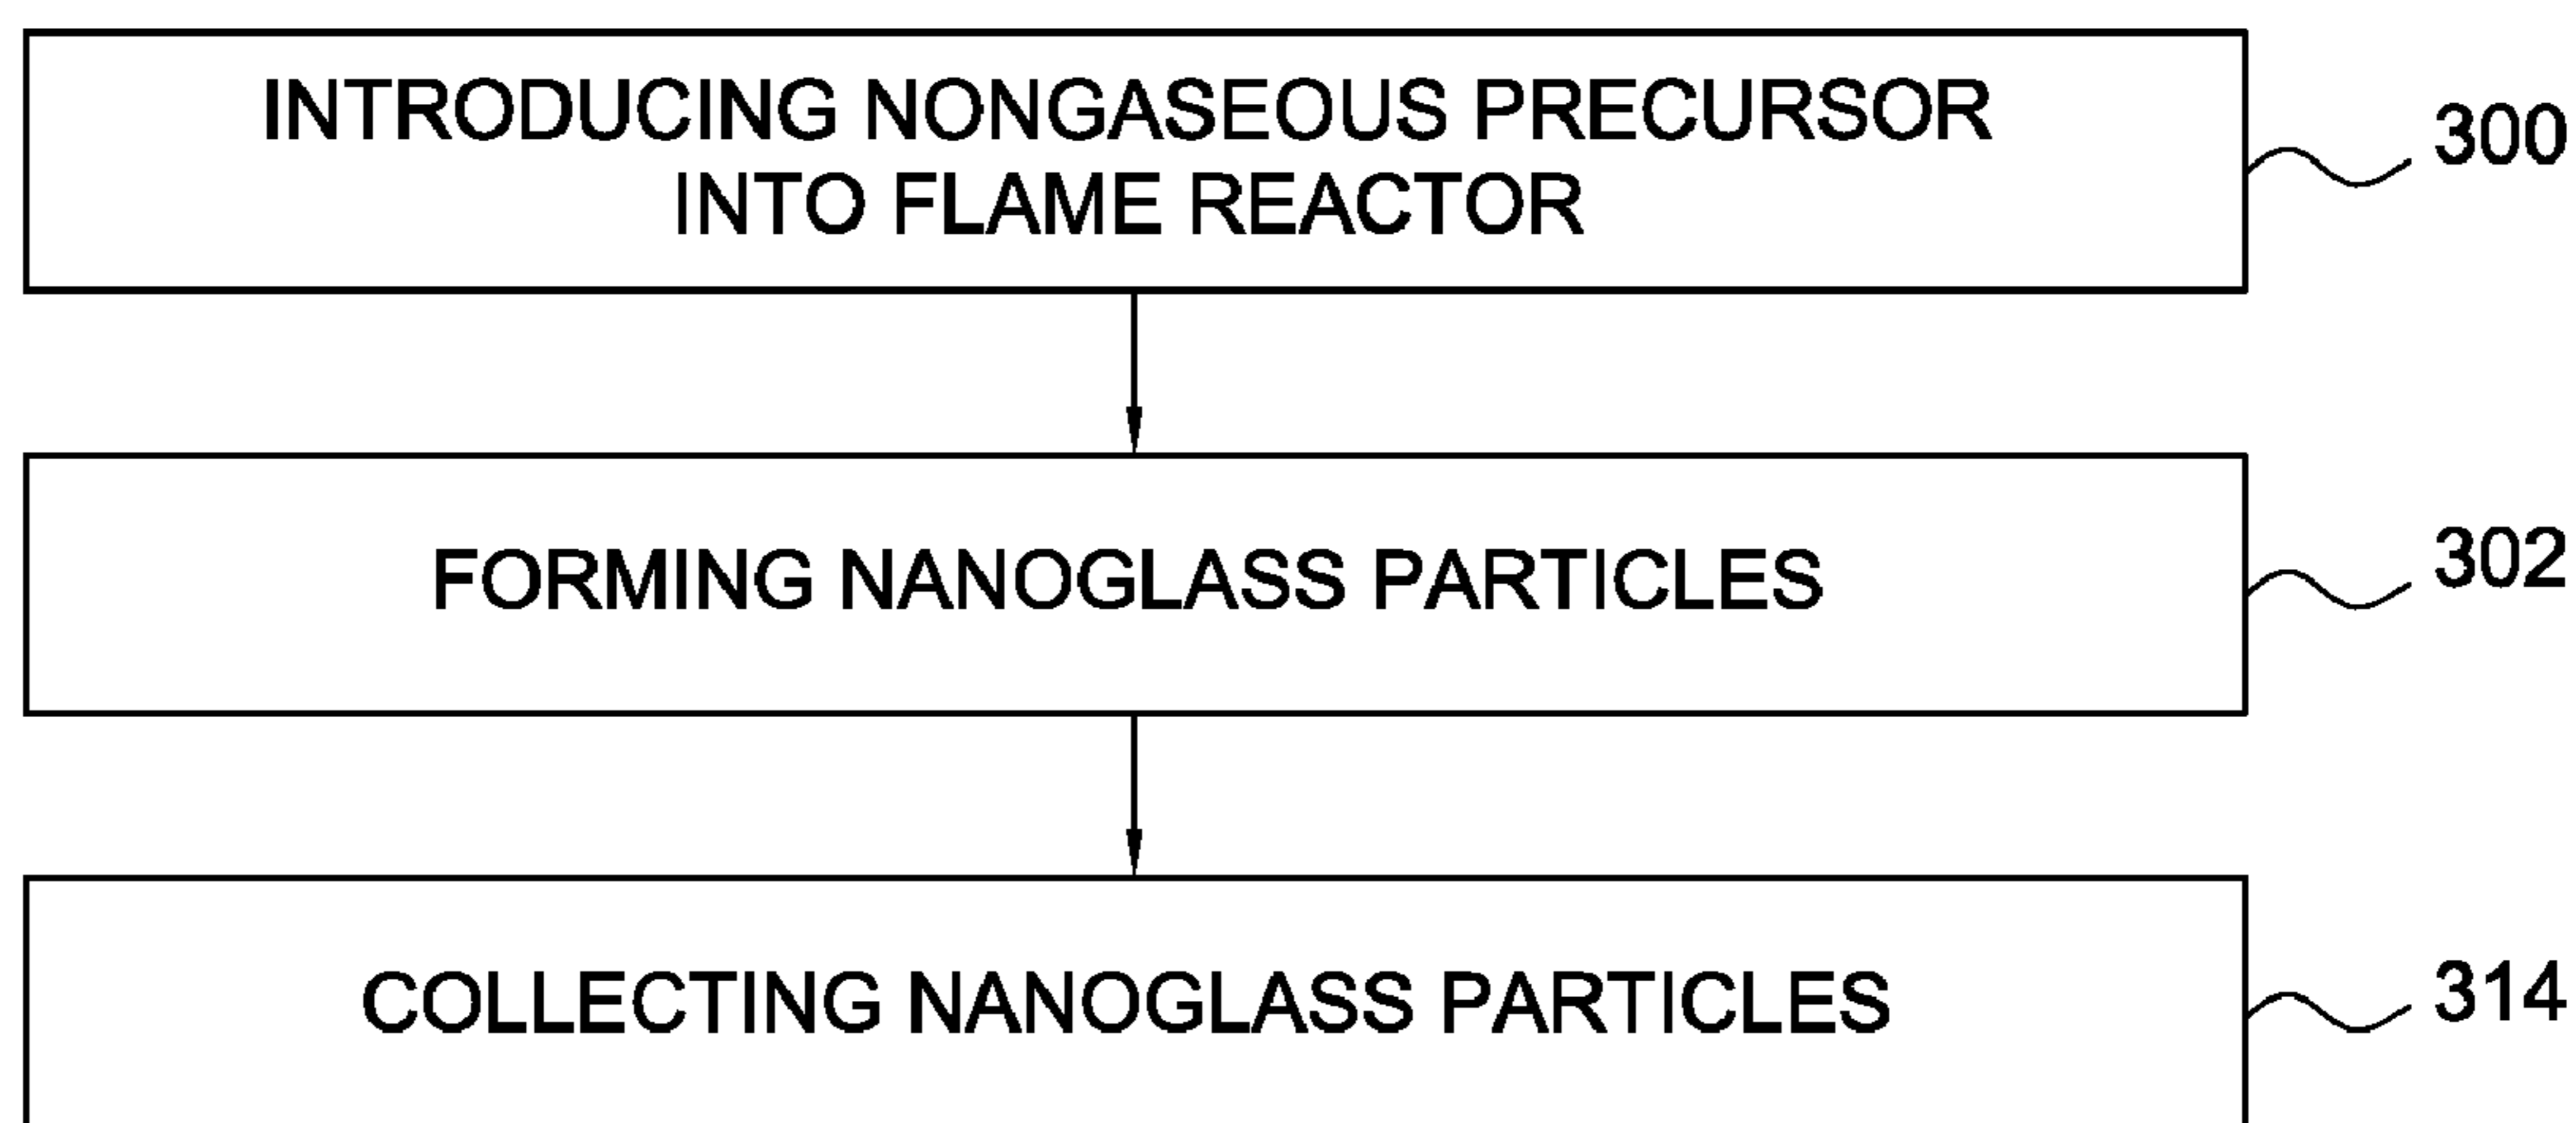 INTRODUCING NONGASEOUS PRECURSOR
INTO FLAME REACTOR
300
FORMING NANOGLASS PARTICLES
302
COLLECTING NANOGLASS PARTICLES
314